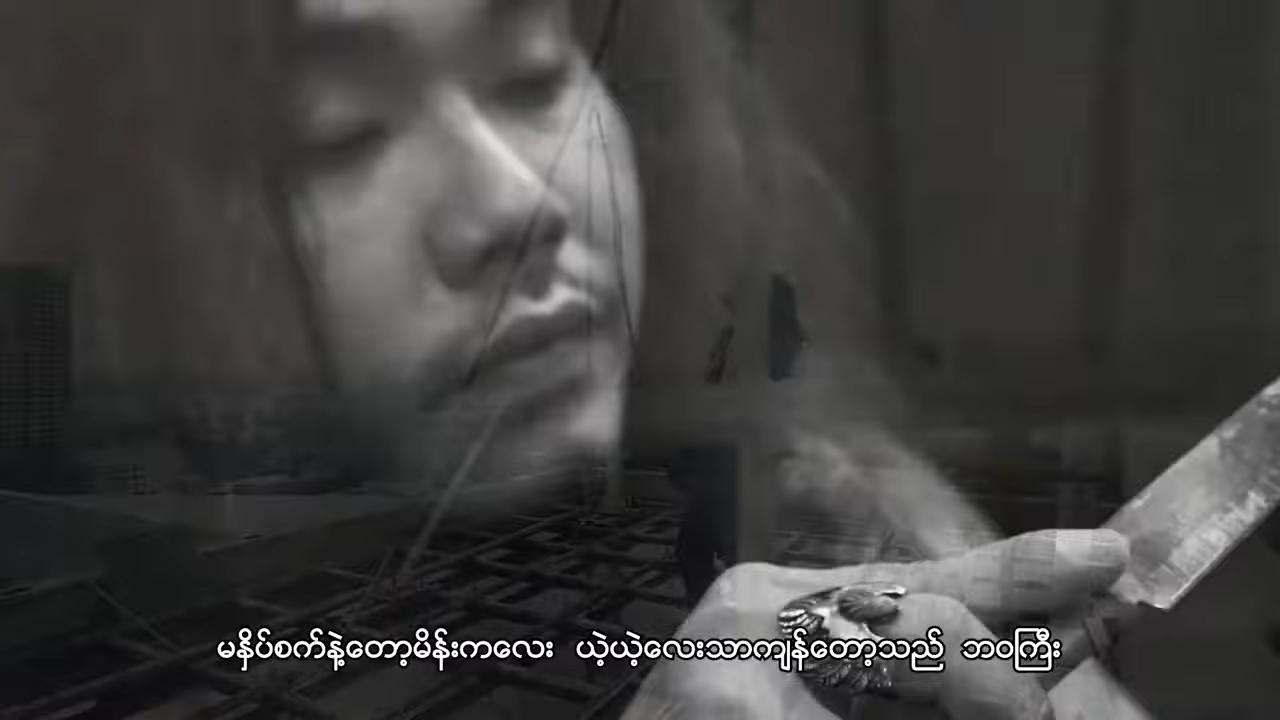 မနှိပ်စက်နဲ့တော့မိန်းကလေး ယဲ့ယဲ့လေးသာကျန်တော့သည် ဘဝကြီး